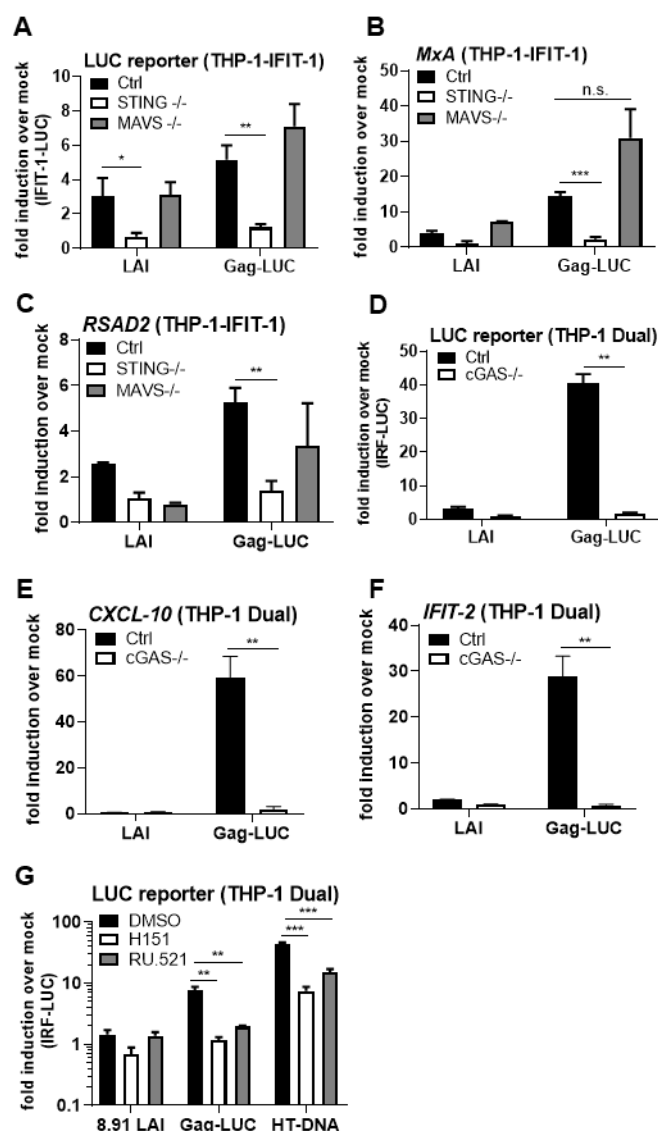 A
LUC reporter (THP-1-IFIT-1)
fold induction over mock
(IFIT-1-LUC)
10
8
6
4
2
0
Ctrl
STING -/-
MAVS -/-
*
**
LAI
Gag-LUC
B
MxA (THP-1-IFIT-1)
fold induction over mock
50
40
30
20
10
0
Ctrl
STING-/-
MAVS-/-
n.s.
***
LAI
Gag-LUC
C
RSAD2 (THP-1-IFIT-1)
fold induction over mock
8
6
4
2
0
Ctrl
STING-/-
MAVS-/-
**
LAI
Gag-LUC
D
LUC reporter (THP-1 Dual)
fold induction over mock
(IRF-LUC)
50
40
30
20
10
0
Ctrl
cGAS-/-
**
LAI
Gag-LUC
E
CXCL-10 (THP-1 Dual)
fold induction over mock
80
60
40
20
0
Ctrl
cGAS-/-
**
LAI
Gag-LUC
F
IFIT-2 (THP-1 Dual)
fold induction over mock
40
30
20
10
0
Ctrl
cGAS-/-
**
LAI
Gag-LUC
G
LUC reporter (THP-1 Dual)
fold induction over mock
(IRF-LUC)
100
10
1
0.1
DMSO
H151
RU.521
**
**
***
***
8.91 LAI
Gag-LUC
HT-DNA